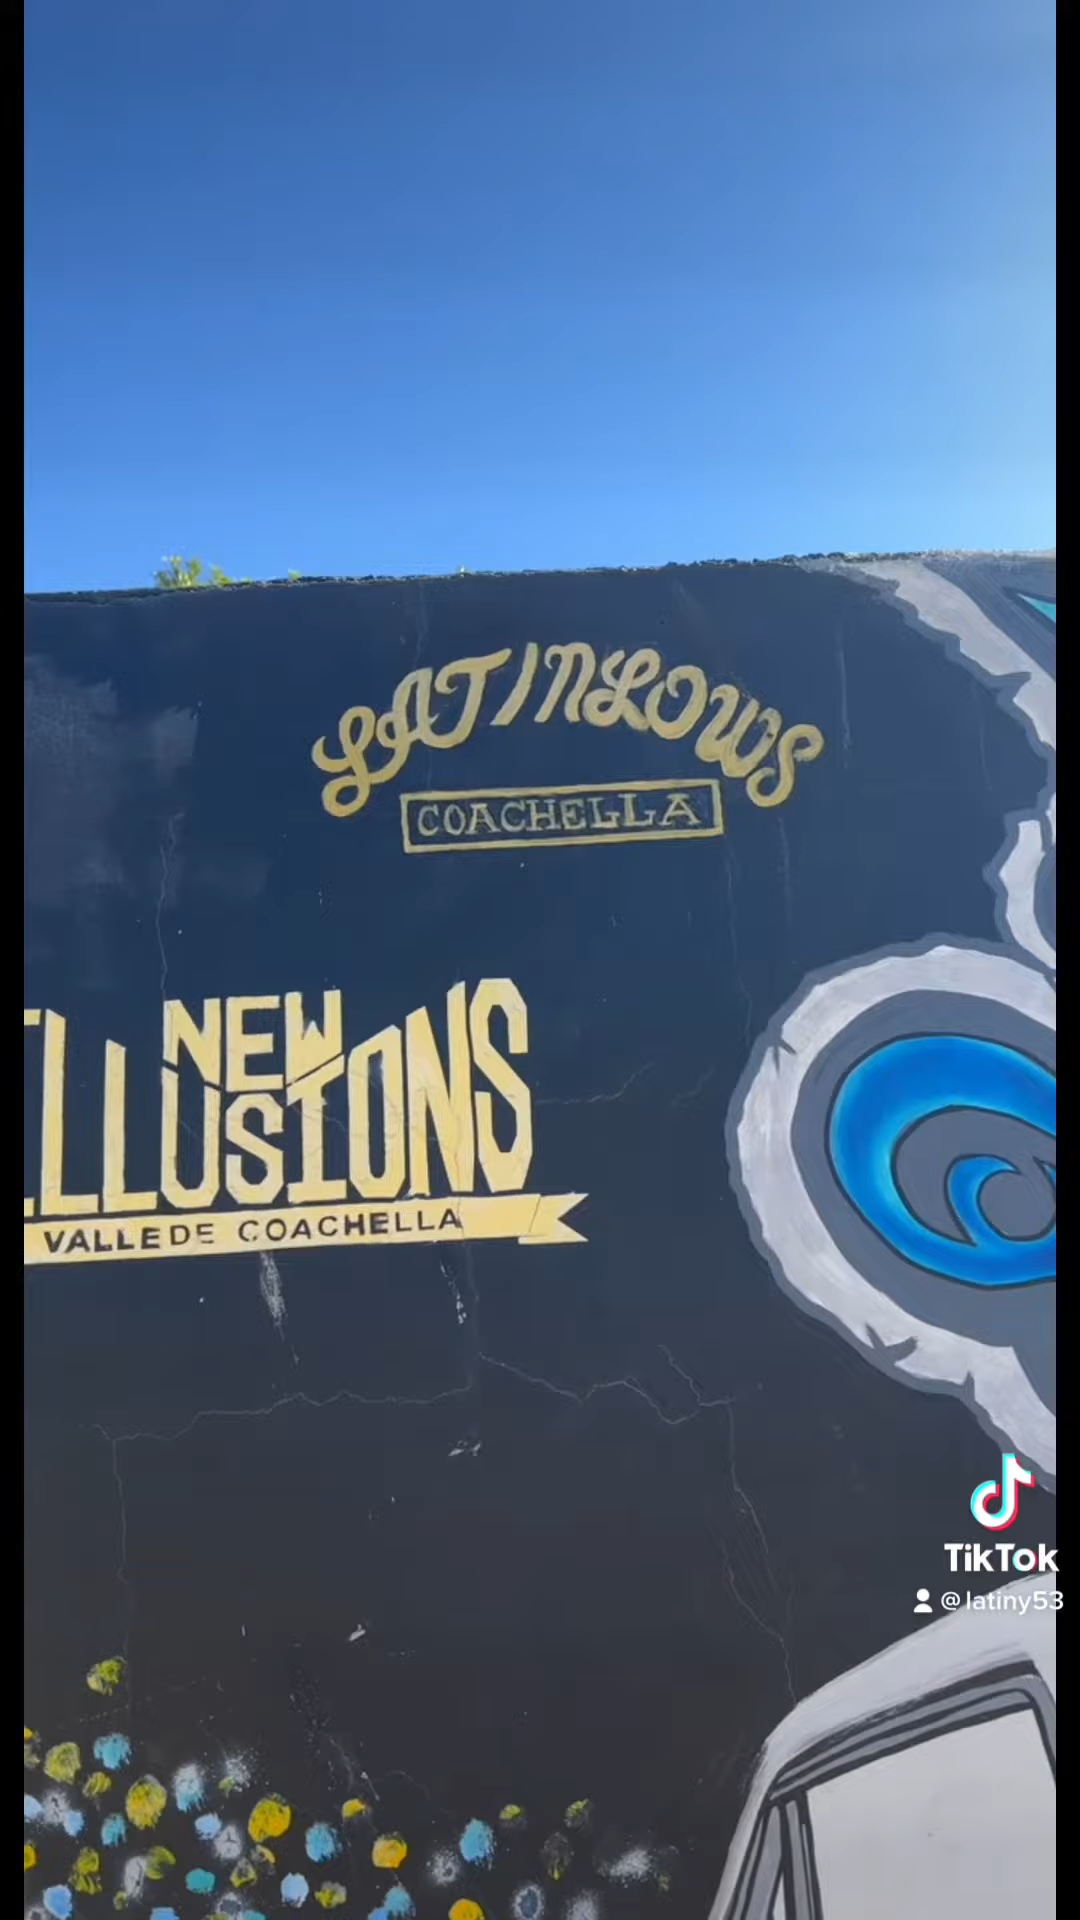 LATINLOWS
COACHELLA
NEW
ILLUSIONS
VALLE DE COACHELLA
TikTok
@latiny53